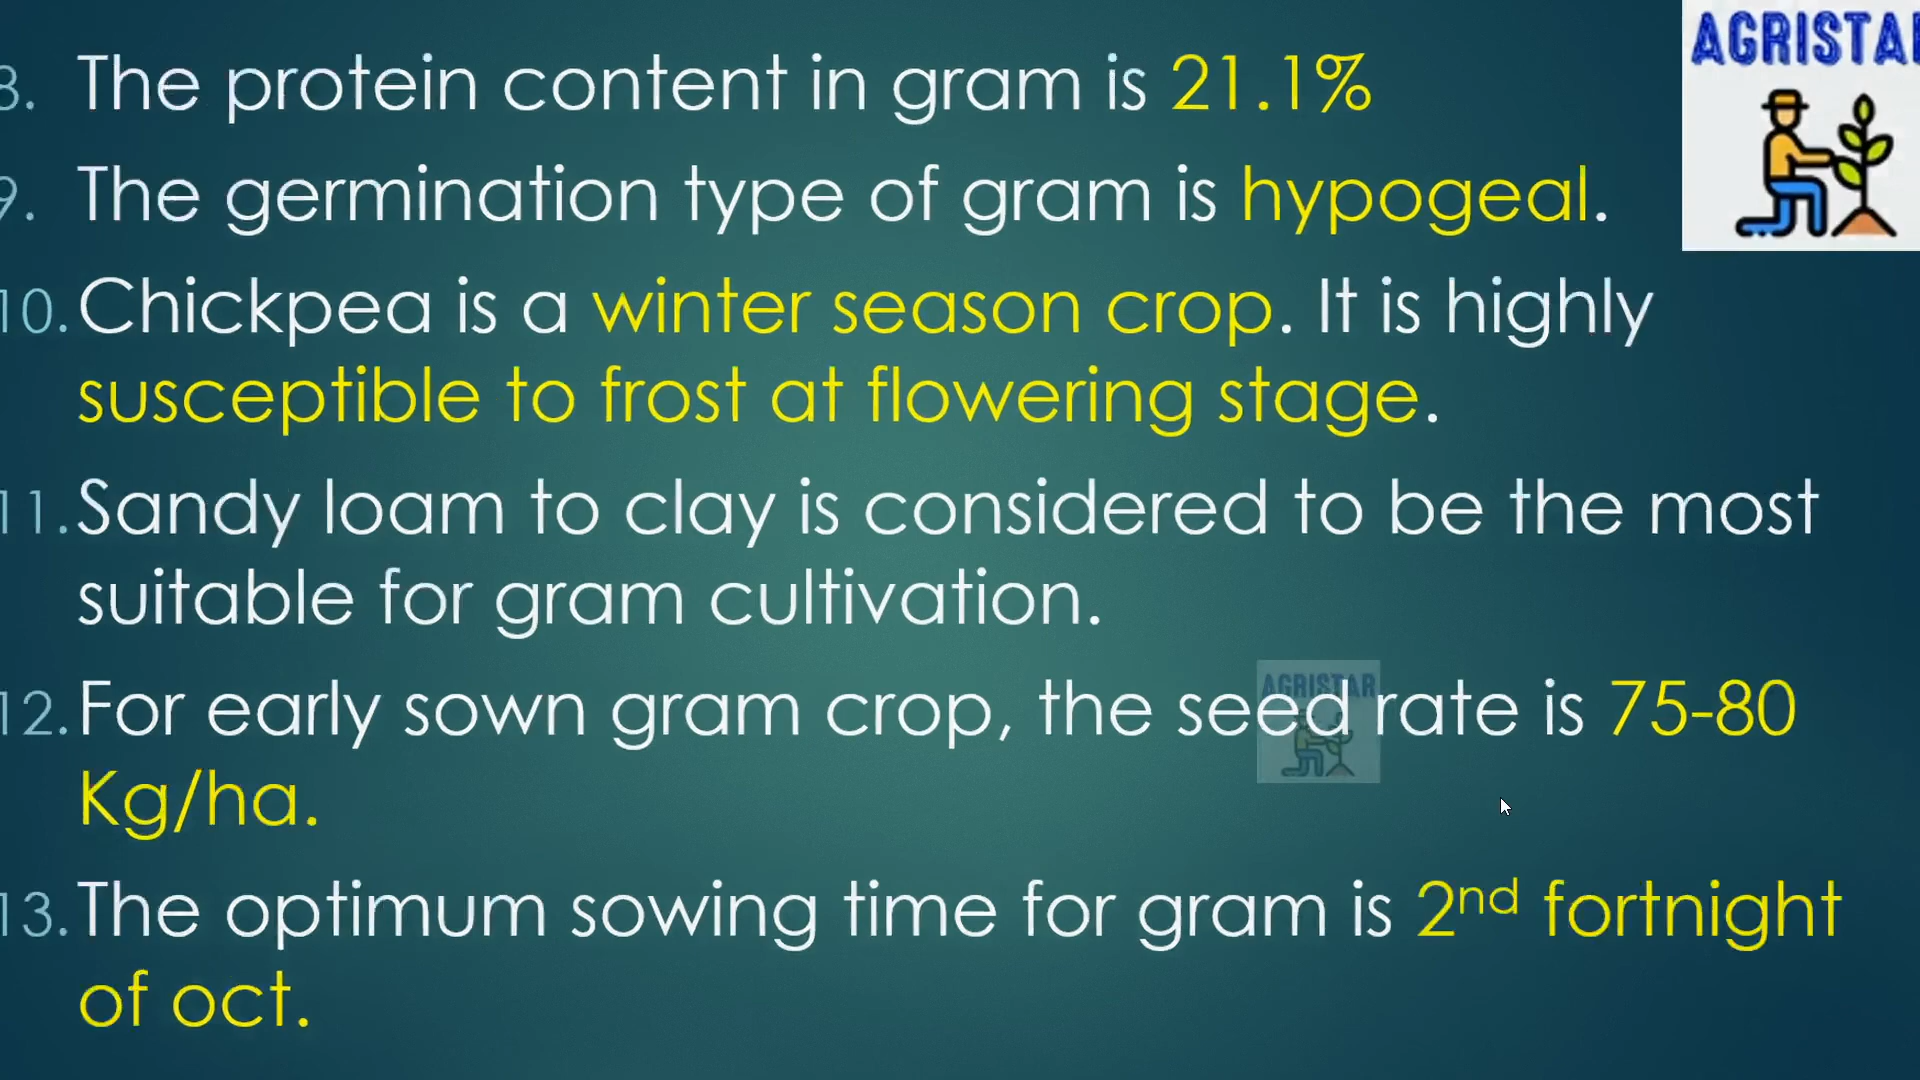 AGRISTAR
8. The protein content in gram is 21.1%
9. The germination type of gram is hypogeal.
10. Chickpea is a winter season crop. It is highly
susceptible to frost at flowering stage.
11. Sandy loam to clay is considered to be the most
suitable for gram cultivation.
12. For early sown gram crop, the seed rate is 75-80
Kg/ha.
AGRISTAR
13. The optimum sowing time for gram is 2nd fortnight
of oct.